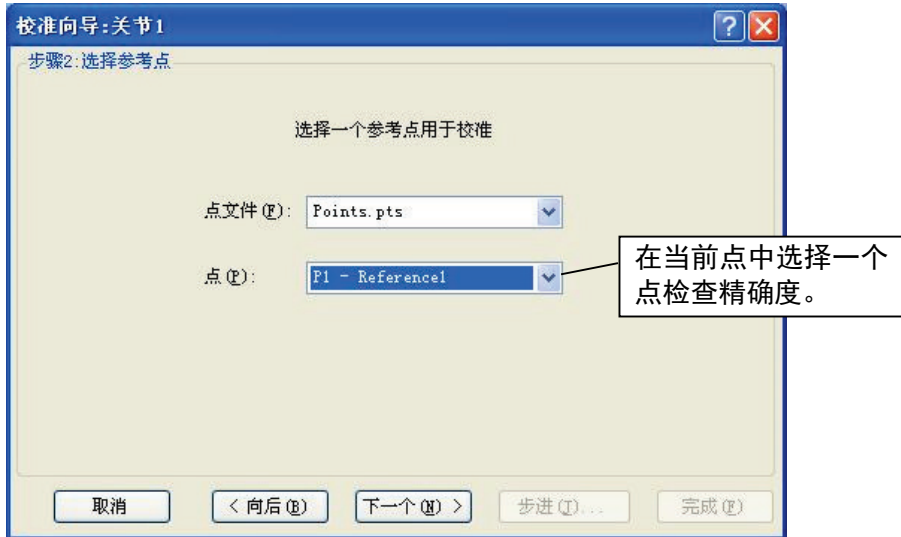 校准向导:关节1
步骤2:选择参考点
选择一个参考点用于校准
点文件(F): Points.pts
点(P): P1 - Reference1
在当前点中选择一个
点检查精确度。
取消 < 向后(B) 下一个(N) > 步进(T)... 完成(F)